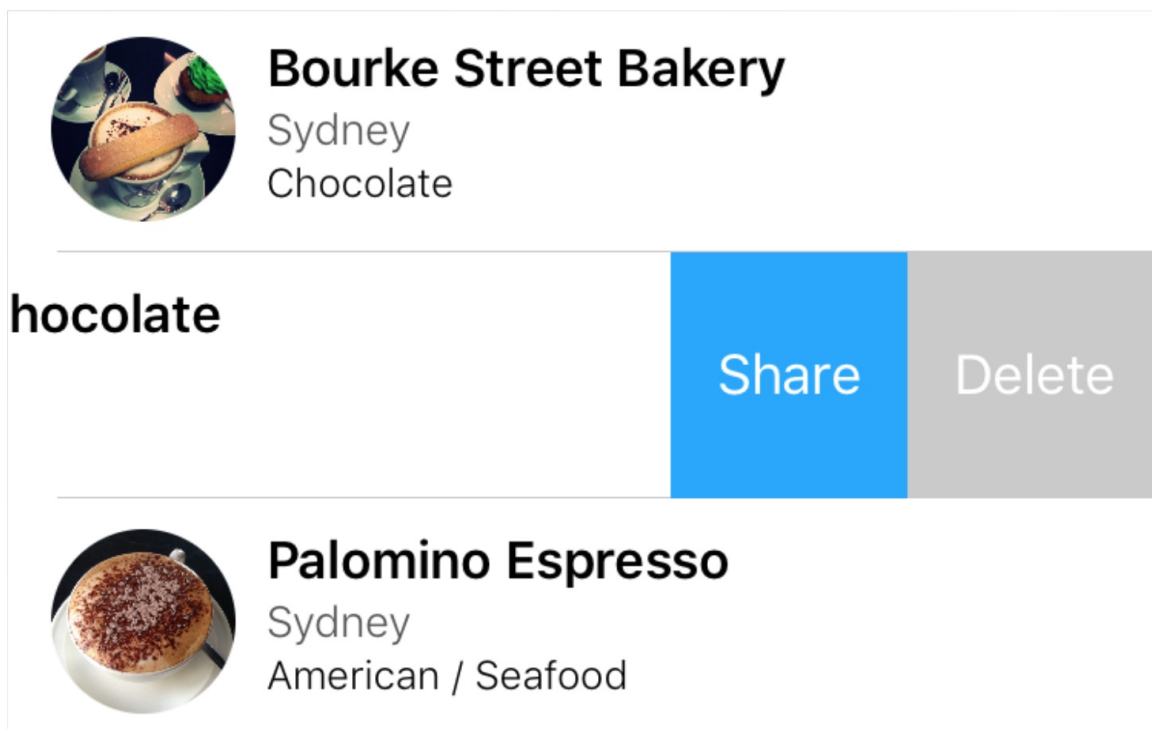 Bourke Street Bakery
Sydney
Chocolate
hocolate
Share Delete
Palomino Espresso
Sydney
American / Seafood